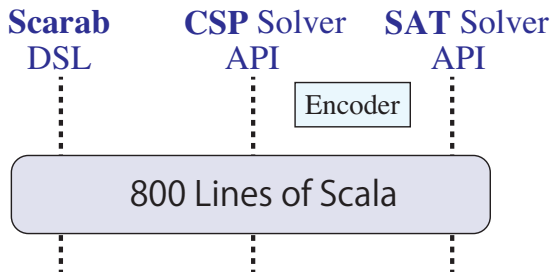 Scarab CSP Solver SAT Solver
DSL API API
Encoder
800 Lines of Scala